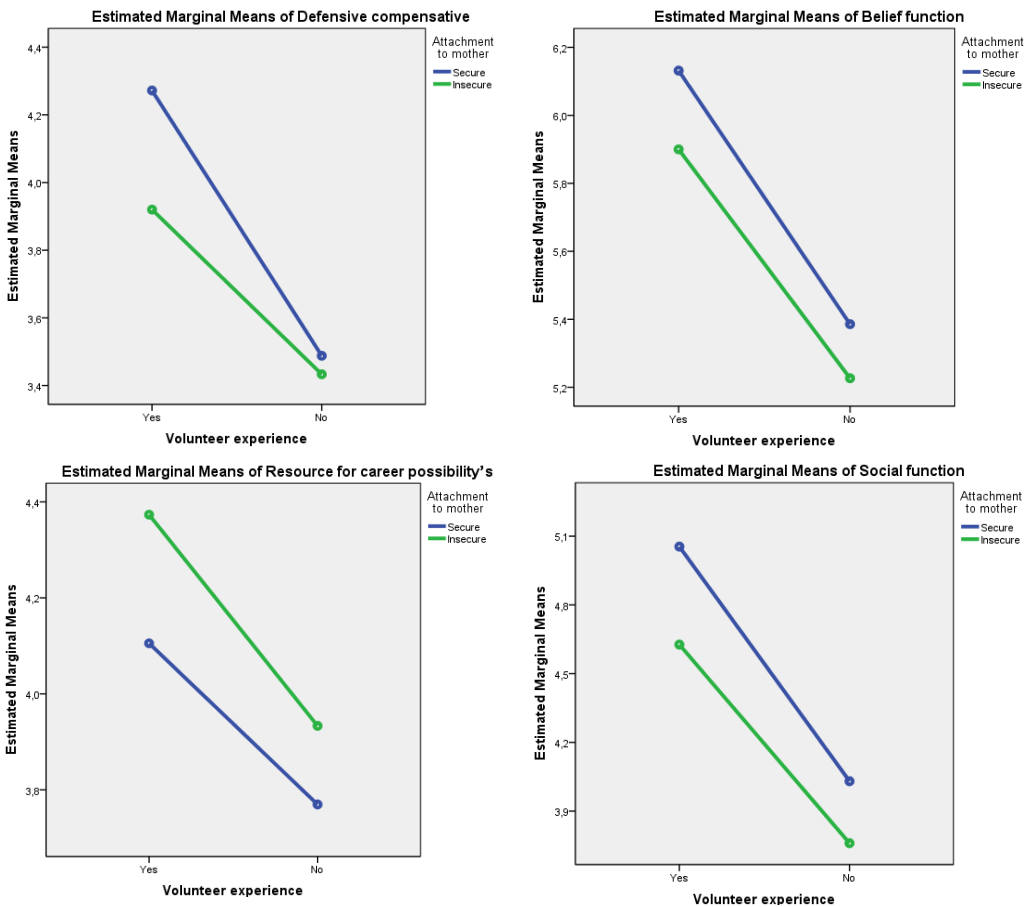 Estimated Marginal Means of Defensive compensative
Attachment
to mother
Secure
Insecure
Estimated Marginal Means
4,4
4,2
4,0
3,8
3,6
3,4
Yes
No
Volunteer experience
Estimated Marginal Means of Belief function
Attachment
to mother
Secure
Insecure
Estimated Marginal Means
6,2
6,0
5,8
5,6
5,4
5,2
Yes
No
Volunteer experience
Estimated Marginal Means of Resource for career possibility's
Attachment
to mother
Secure
Insecure
Estimated Marginal Means
4,4
4,2
4,0
3,8
Yes
No
Volunteer experience
Estimated Marginal Means of Social function
Attachment
to mother
Secure
Insecure
Estimated Marginal Means
5,1
4,8
4,5
4,2
3,9
Yes
No
Volunteer experience